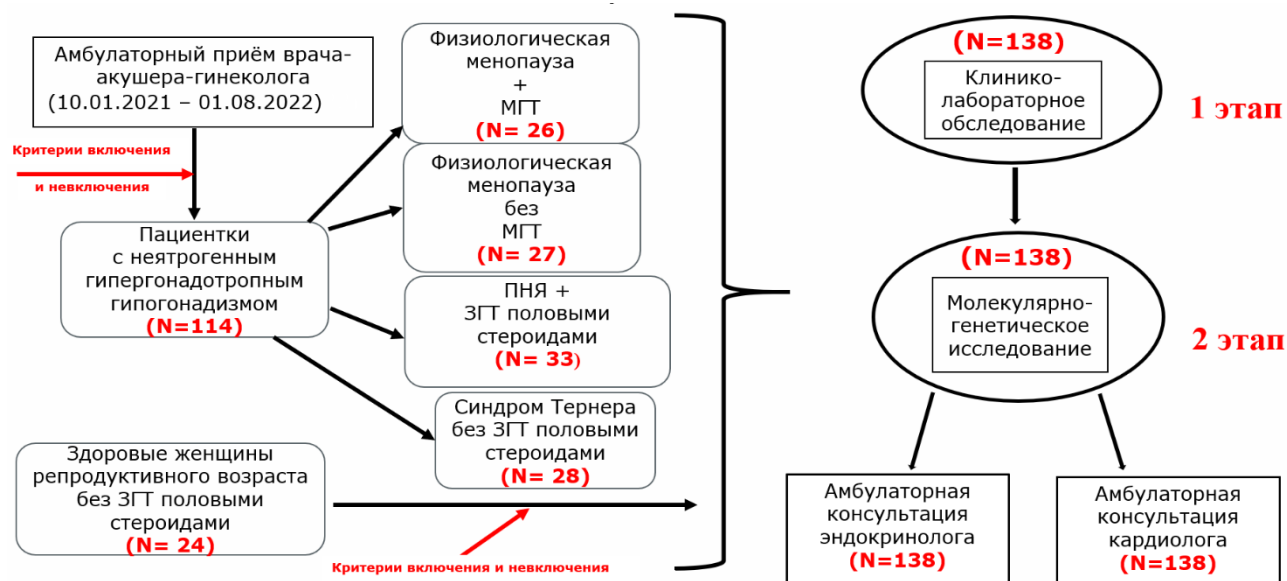 Амбулаторный приём врача-
акушера-гинеколога
(10.01.2021 – 01.08.2022)
Критерии включения
и невключения
Пациентки
с неятрогенным
гипергонадотропным
гипогонадизмом
(N=114)
Здоровые женщины
репродуктивного возраста
без ЗГТ половыми
стероидами
(N= 24)
Физиологическая
менопауза
+
МГТ
(N= 26)
Физиологическая
менопауза
без
МГТ
(N= 27)
ПНЯ +
ЗГТ половыми
стероидами
(N= 33)
Синдром Тернера
без ЗГТ половыми
стероидами
(N= 28)
Критерии включения и невключения
(N=138)
Клинико-
лабораторное
обследование
1 этап
(N=138)
Молекулярно-
генетическое
исследование
2 этап
Амбулаторная
консультация
эндокринолога
(N=138)
Амбулаторная
консультация
кардиолога
(N=138)